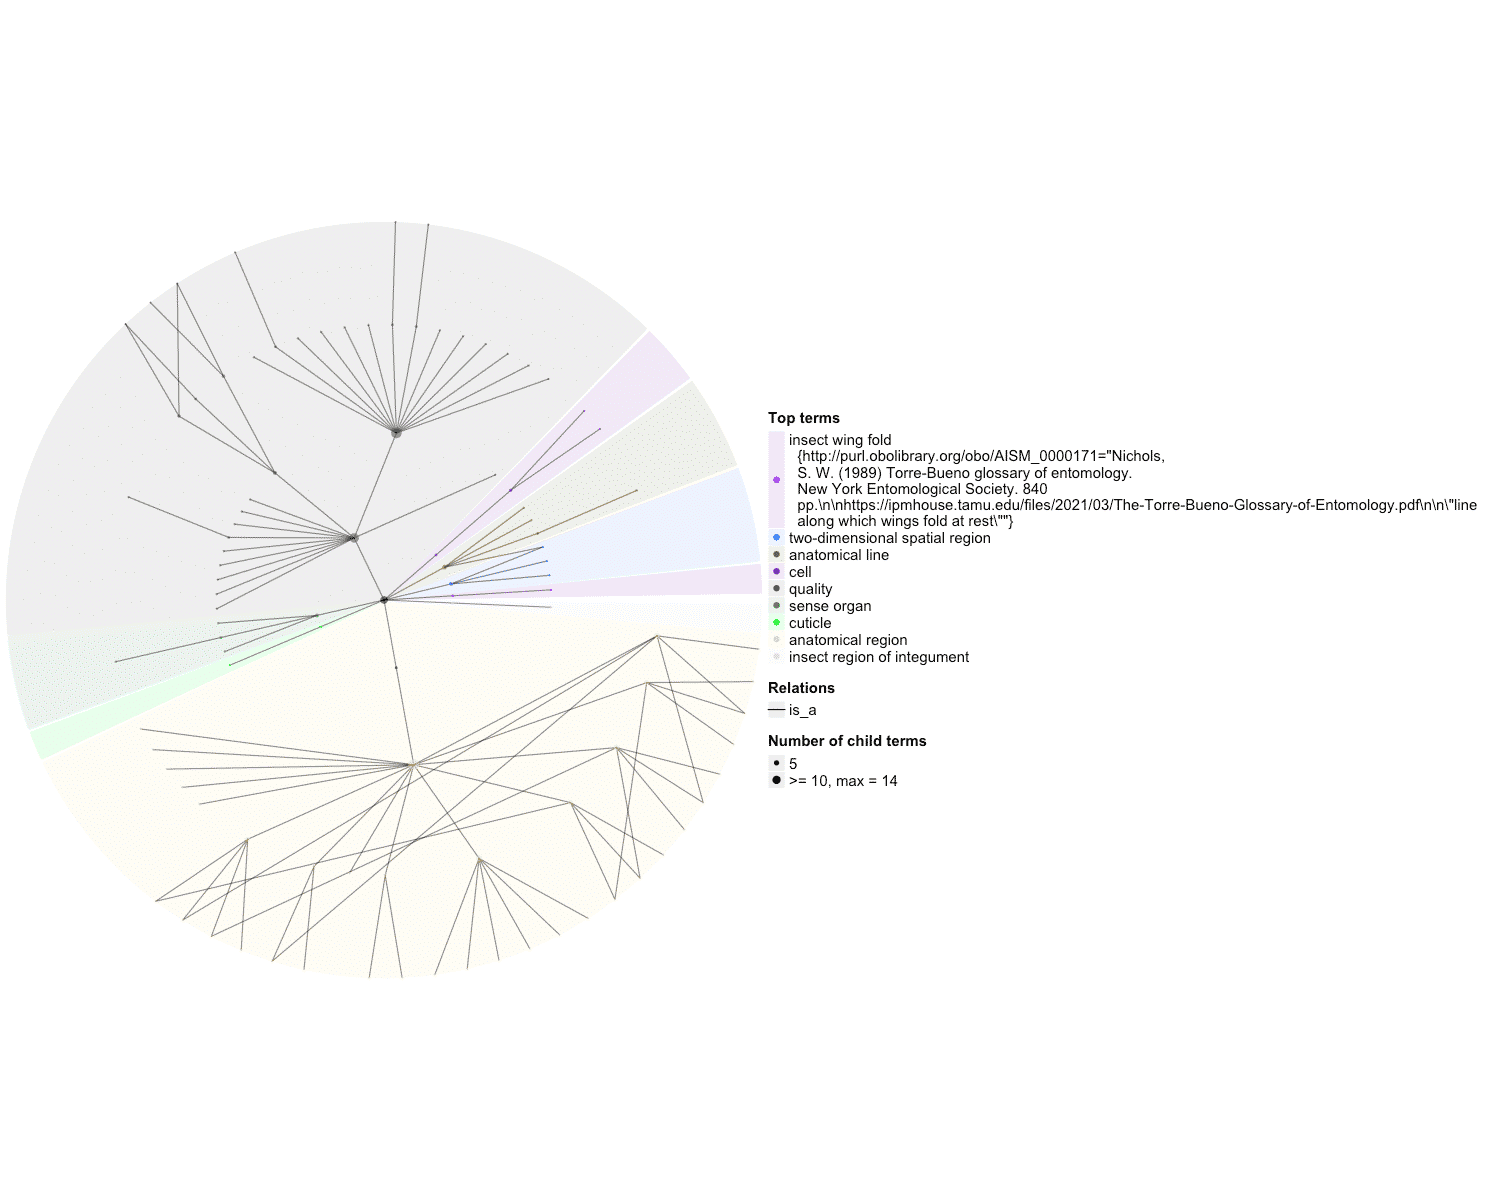 Top terms
insect wing fold
{http://purl.obolibrary.org/obo/AISM_0000171="Nichols,
S. W. (1989) Torre-Bueno glossary of entomology.
New York Entomological Society. 840
pp.\n\nhttps://ipmhouse.tamu.edu/files/2021/03/The-Torre-Bueno-Glossary-of-Entomology.pdf\n\n\"line
along which wings fold at rest\""}
two-dimensional spatial region
anatomical line
cell
quality
sense organ
cuticle
anatomical region
insect region of integument
Relations
is_a
Number of child terms
5
>= 10, max = 14